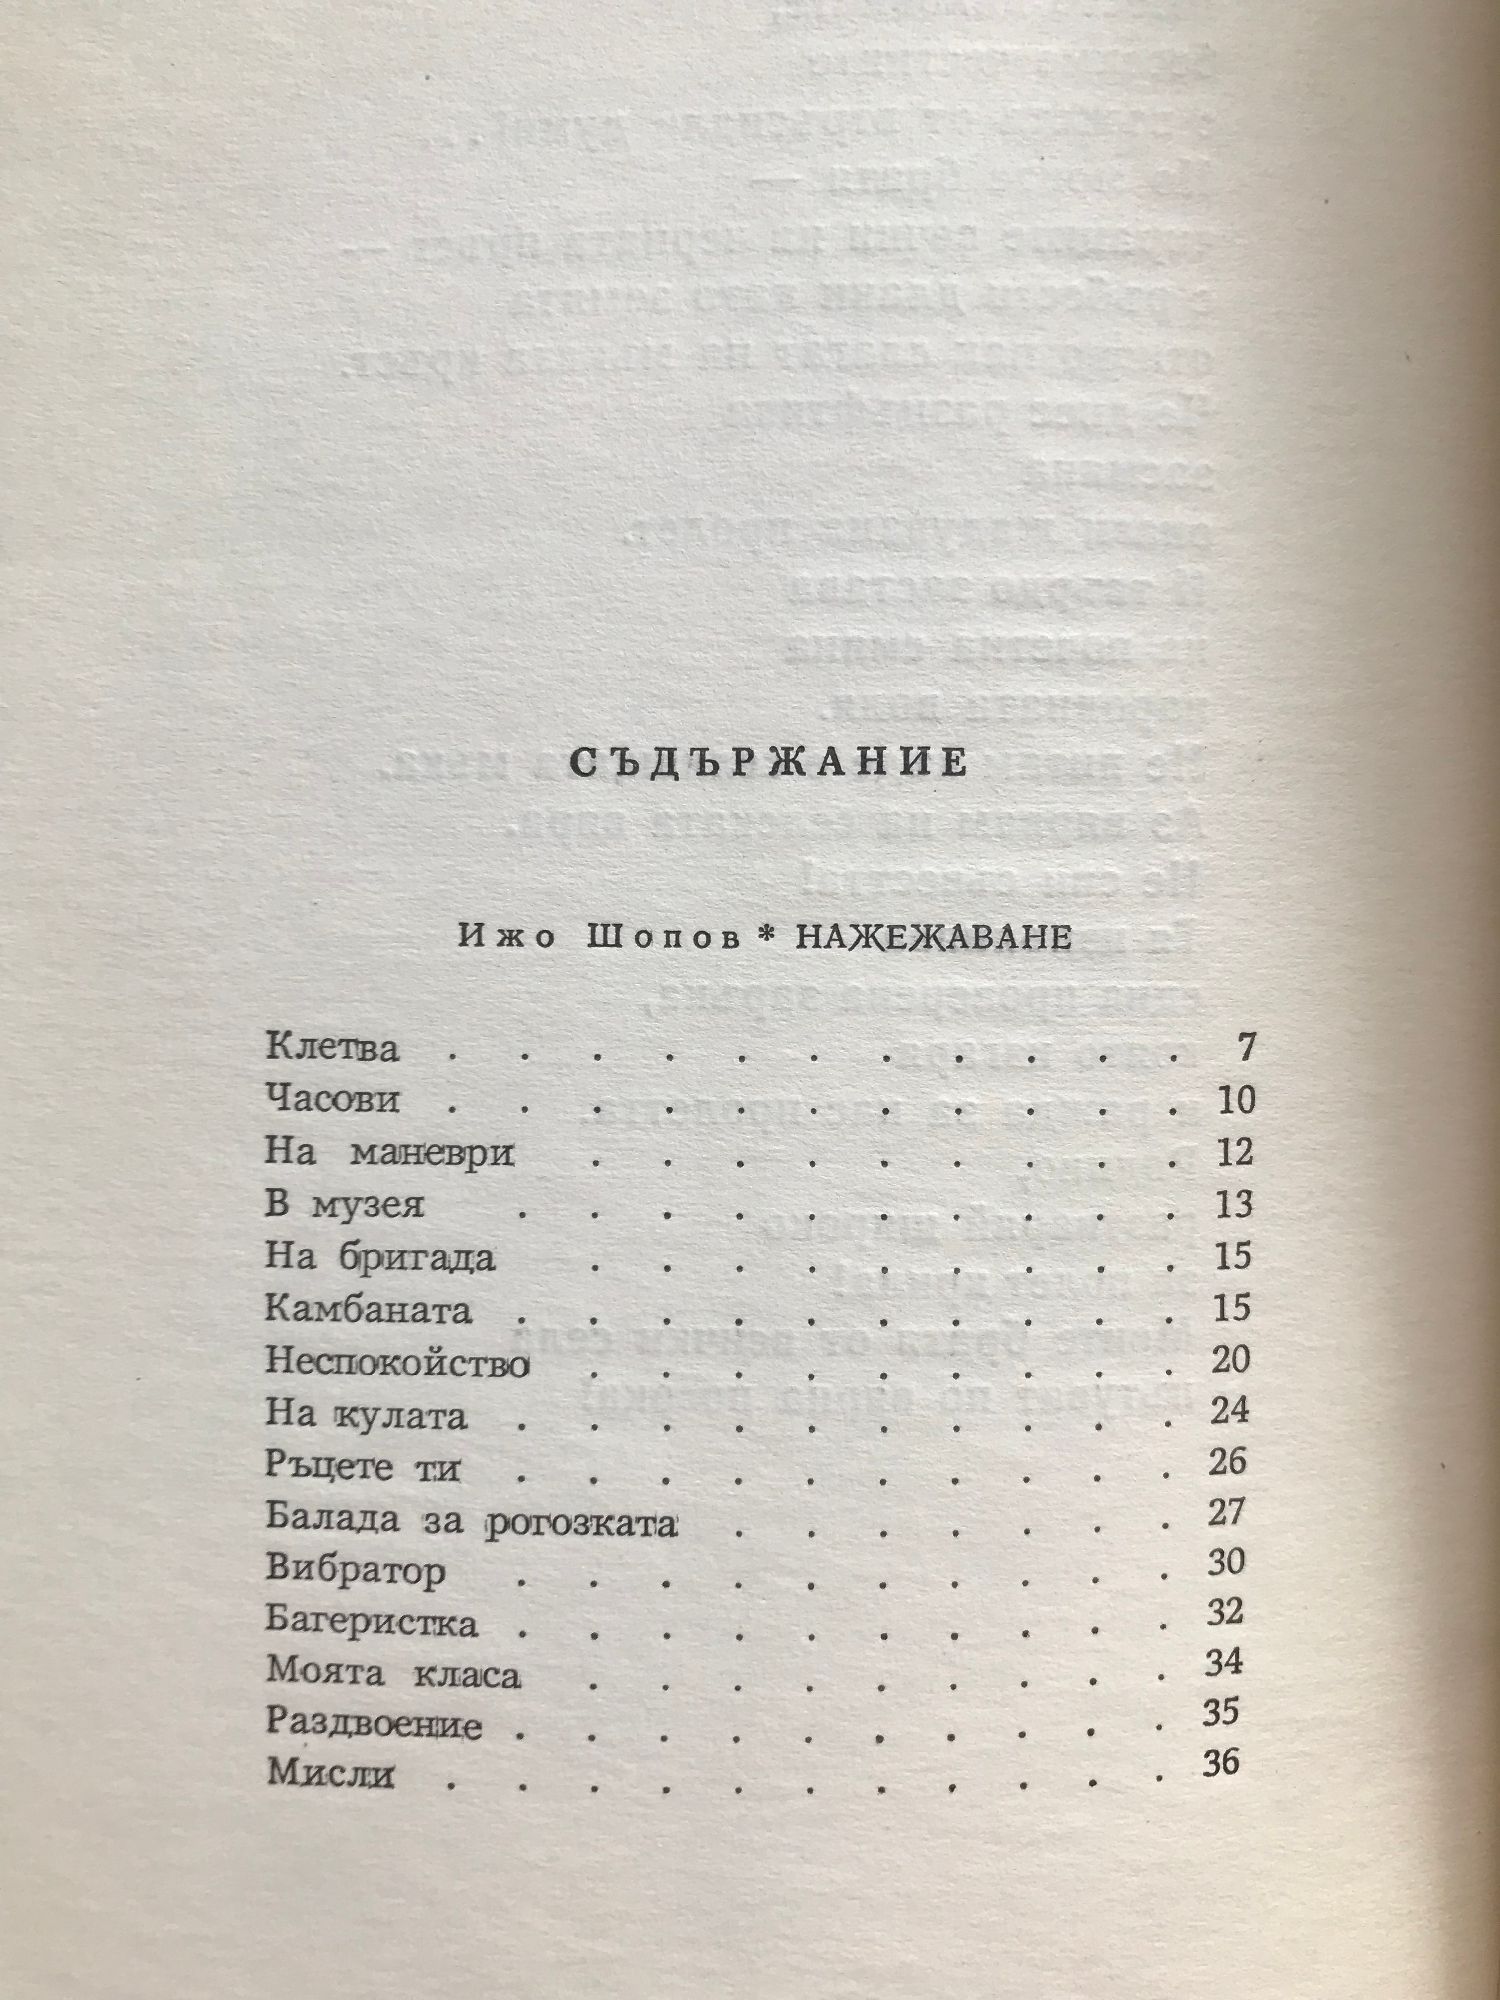 СЪДЪРЖАНИЕ
Ижо Шопов * НАЖЕЖАВАНЕ
Клетва . . . . . . . . . . . 7
Часови . . . . . . . . . . . 10
На маневри . . . . . . . . . 12
В музея . . . . . . . . . . 13
На бригада . . . . . . . . . 15
Камбаната . . . . . . . . . . 15
Неспокойство . . . . . . . . . 20
На кулата . . . . . . . . . . 24
Ръцете ти . . . . . . . . . . 26
Балада за рогозката . . . . . . . 27
Вибратор . . . . . . . . . . 30
Багеристка . . . . . . . . . . 32
Моята класа . . . . . . . . . 34
Раздвоение . . . . . . . . . . 35
Мисли . . . . . . . . . . . 36